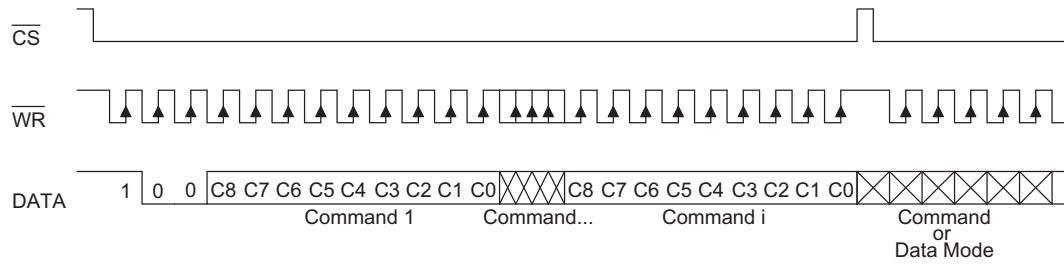 CS
WR
DATA 1 0 0 C8 C7 C6 C5 C4 C3 C2 C1 C0 C8 C7 C6 C5 C4 C3 C2 C1 C0
Command 1 Command... Command i Command
or
Data Mode